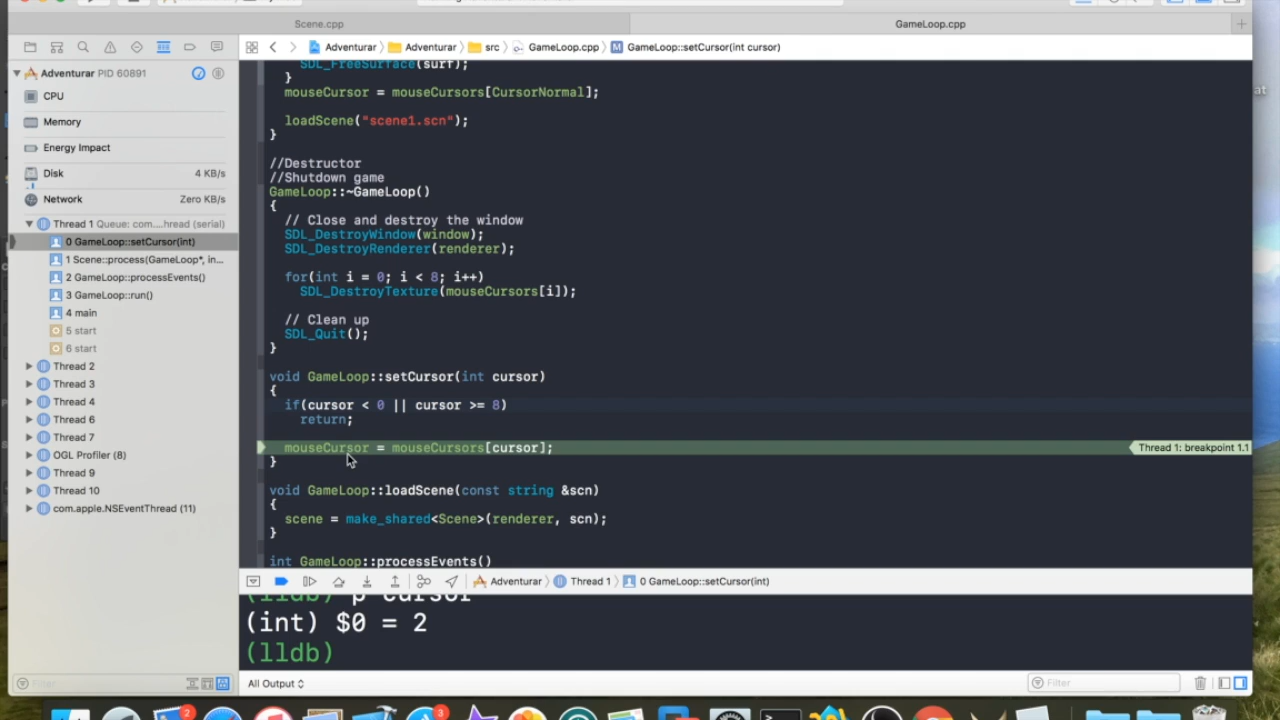 Scene.cpp
GameLoop.cpp
Adventurar
Adventurar
src
GameLoop.cpp
GameLoop::setCursor(int cursor)
Adventurar PID 60891
CPU
Memory
Energy Impact
Disk
4 KB/s
Network
Zero KB/s
Thread 1 Queue: com....hread (serial)
0 GameLoop::setCursor(int)
1 Scene::process(GameLoop*, in...
2 GameLoop::processEvents()
3 GameLoop::run()
4 main
5 start
6 start
Thread 2
Thread 3
Thread 4
Thread 6
Thread 7
OGL Profiler (8)
Thread 9
Thread 10
com.apple.NSEventThread (11)
Filter
SDL_FreeSurface(surf);
}
mouseCursor = mouseCursors[CursorNormal];
loadScene("scene1.scn");
}
//Destructor
//Shutdown game
GameLoop::~GameLoop()
{
// Close and destroy the window
SDL_DestroyWindow(window);
SDL_DestroyRenderer(renderer);
for(int i = 0; i < 8; i++)
SDL_DestroyTexture(mouseCursors[i]);
// Clean up
SDL_Quit();
}
void GameLoop::setCursor(int cursor)
{
if(cursor < 0 || cursor >= 8)
return;
mouseCursor = mouseCursors[cursor];
Thread 1: breakpoint 1.1
}
void GameLoop::loadScene(const string &scn)
{
scene = make_shared<Scene>(renderer, scn);
}
int GameLoop::processEvents()
Adventurar
Thread 1
0 GameLoop::setCursor(int)
(lldb) p cursor
(int) $0 = 2
(lldb)
All Output
Filter
at
2
3